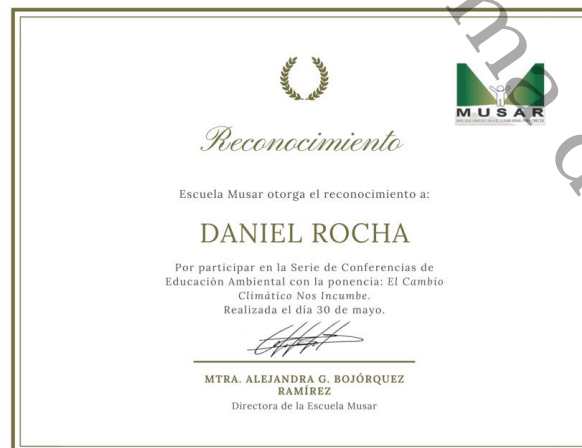 Reconocimiento
MUSAR
Escuela Musar otorga el reconocimiento a:
DANIEL ROCHA
Por participar en la Serie de Conferencias de
Educación Ambiental con la ponencia: El Cambio
Climático Nos Incumbe.
Realizada el día 30 de mayo.
MTRA. ALEJANDRA G. BOJÓRQUEZ
RAMÍREZ
Directora de la Escuela Musar